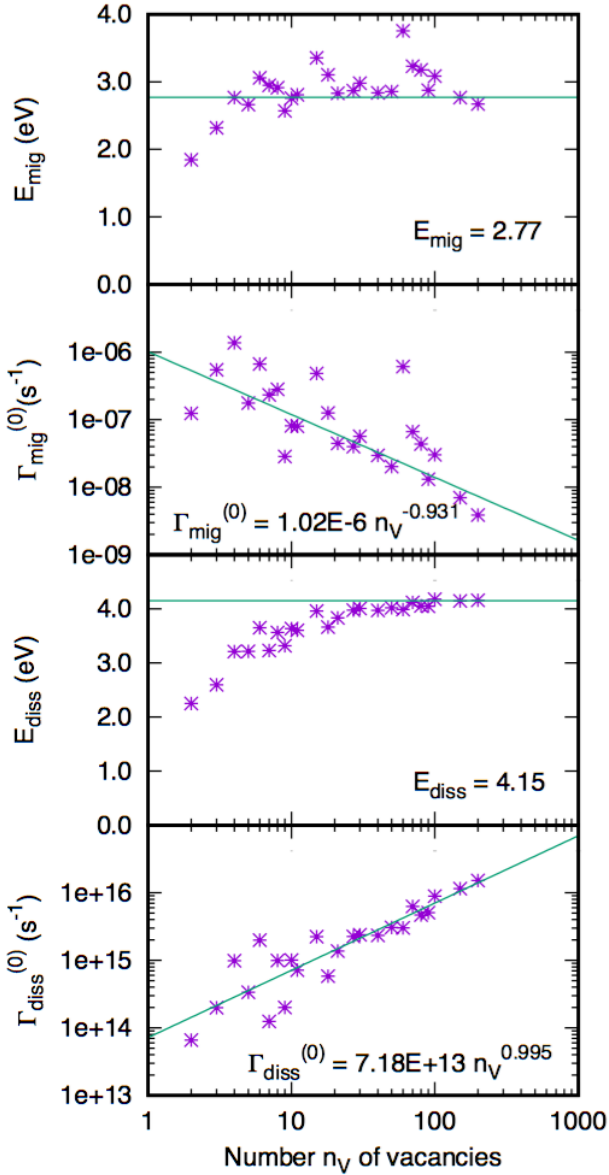 4.0
3.0
2.0
1.0
0.0
E_mig (eV)
E_mig = 2.77
1e-06
1e-07
1e-08
1e-09
Γ_mig^(0)(s^-1)
Γ_mig^(0) = 1.02E-6 n_V^-0.931
4.0
3.0
2.0
1.0
0.0
E_diss (eV)
E_diss = 4.15
1e+16
1e+15
1e+14
1e+13
Γ_diss^(0) (s^-1)
Γ_diss^(0) = 7.18E+13 n_V^0.995
1 10 100 1000
Number n_V of vacancies